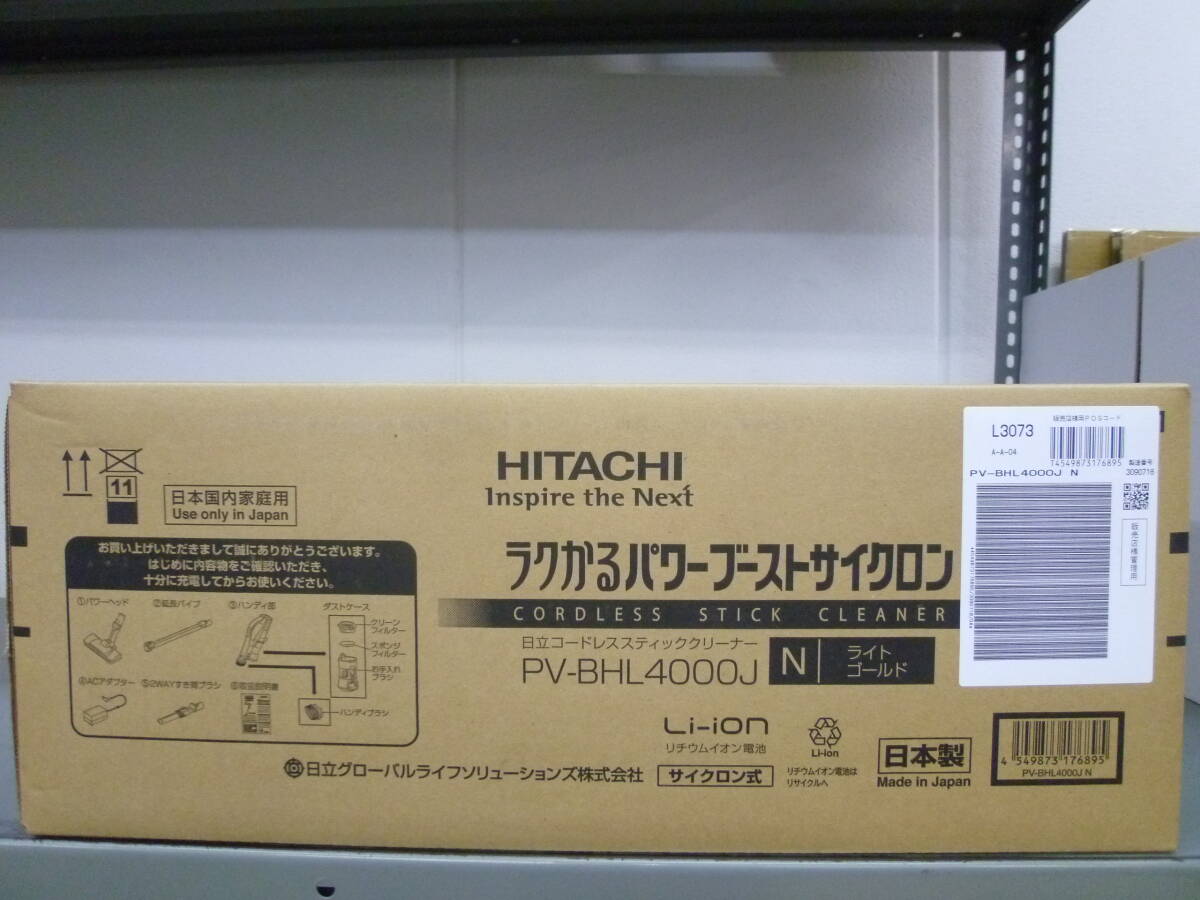 11
日本国内家庭用
Use only in Japan
お買い上げいただきまして誠にありがとうございます。
はじめに内容物をご確認いただき、
十分に充電してからお使いください。
①パワーヘッド
②延長パイプ
③ハンディ部
ダストケース
クリーン
フィルター
スポンジ
フィルター
お手入れ
ブラシ
④ACアダプター
⑤2WAYすき間ブラシ
⑥取扱説明書
ハンディブラシ
HITACHI
Inspire the Next
ラクかるパワーブーストサイクロン
CORDLESS STICK CLEANER
日立コードレススティッククリーナー
PV-BHL4000J
N
ライト
ゴールド
Li-ion
リチウムイオン電池
Li-ion
リチウムイオン電池は
リサイクルへ
日立グローバルライフソリューションズ株式会社
サイクロン式
日本製
Made in Japan
4 549873 176895
PV-BHL4000J N
販売店様用POSコード
L3073
A-A-04
T4549873176895
製造番号
3090716
PV-BHL4000J N
販売店様管理用